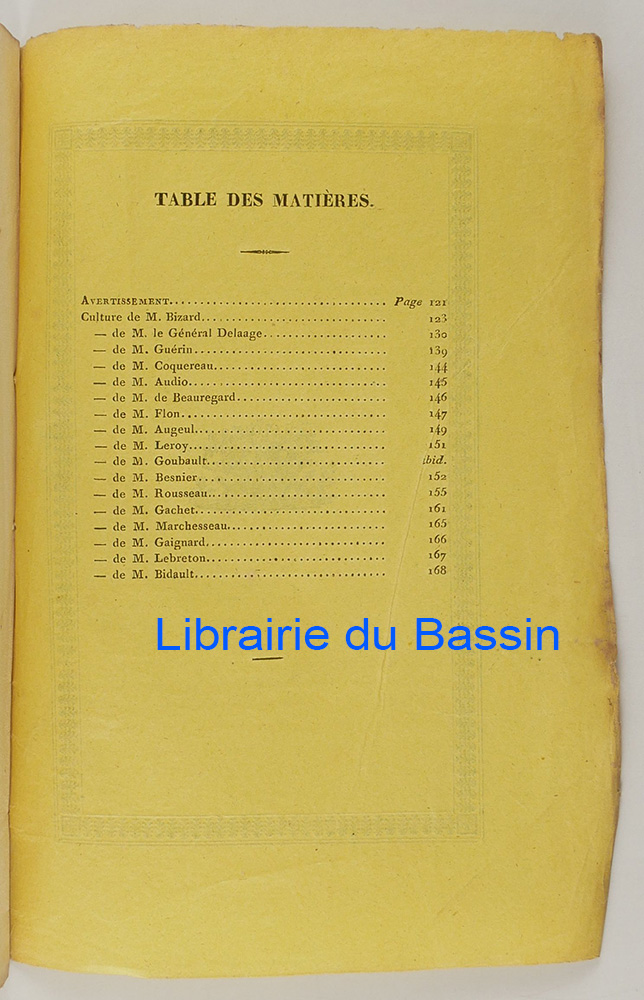 TABLE DES MATIÈRES.
AVERTISSEMENT.................................. Page 121
Culture de M. Bizard............................. 123
— de M. le Général Delaage................... 130
— de M. Guérin............................. 139
— de M. Coquereau.......................... 144
— de M. Audio.............................. 145
— de M. de Beauregard....................... 146
— de M. Flon............................... 147
— de M. Augeul............................. 149
— de M. Leroy.............................. 151
— de M. Goubault........................... ibid.
— de M. Besnier............................ 152
— de M. Rousseau........................... 155
— de M. Gachet............................. 161
— de M. Marchesseau........................ 165
— de M. Gaignard........................... 166
— de M. Lebreton........................... 167
— de M. Bidault............................ 168
Librairie du Bassin